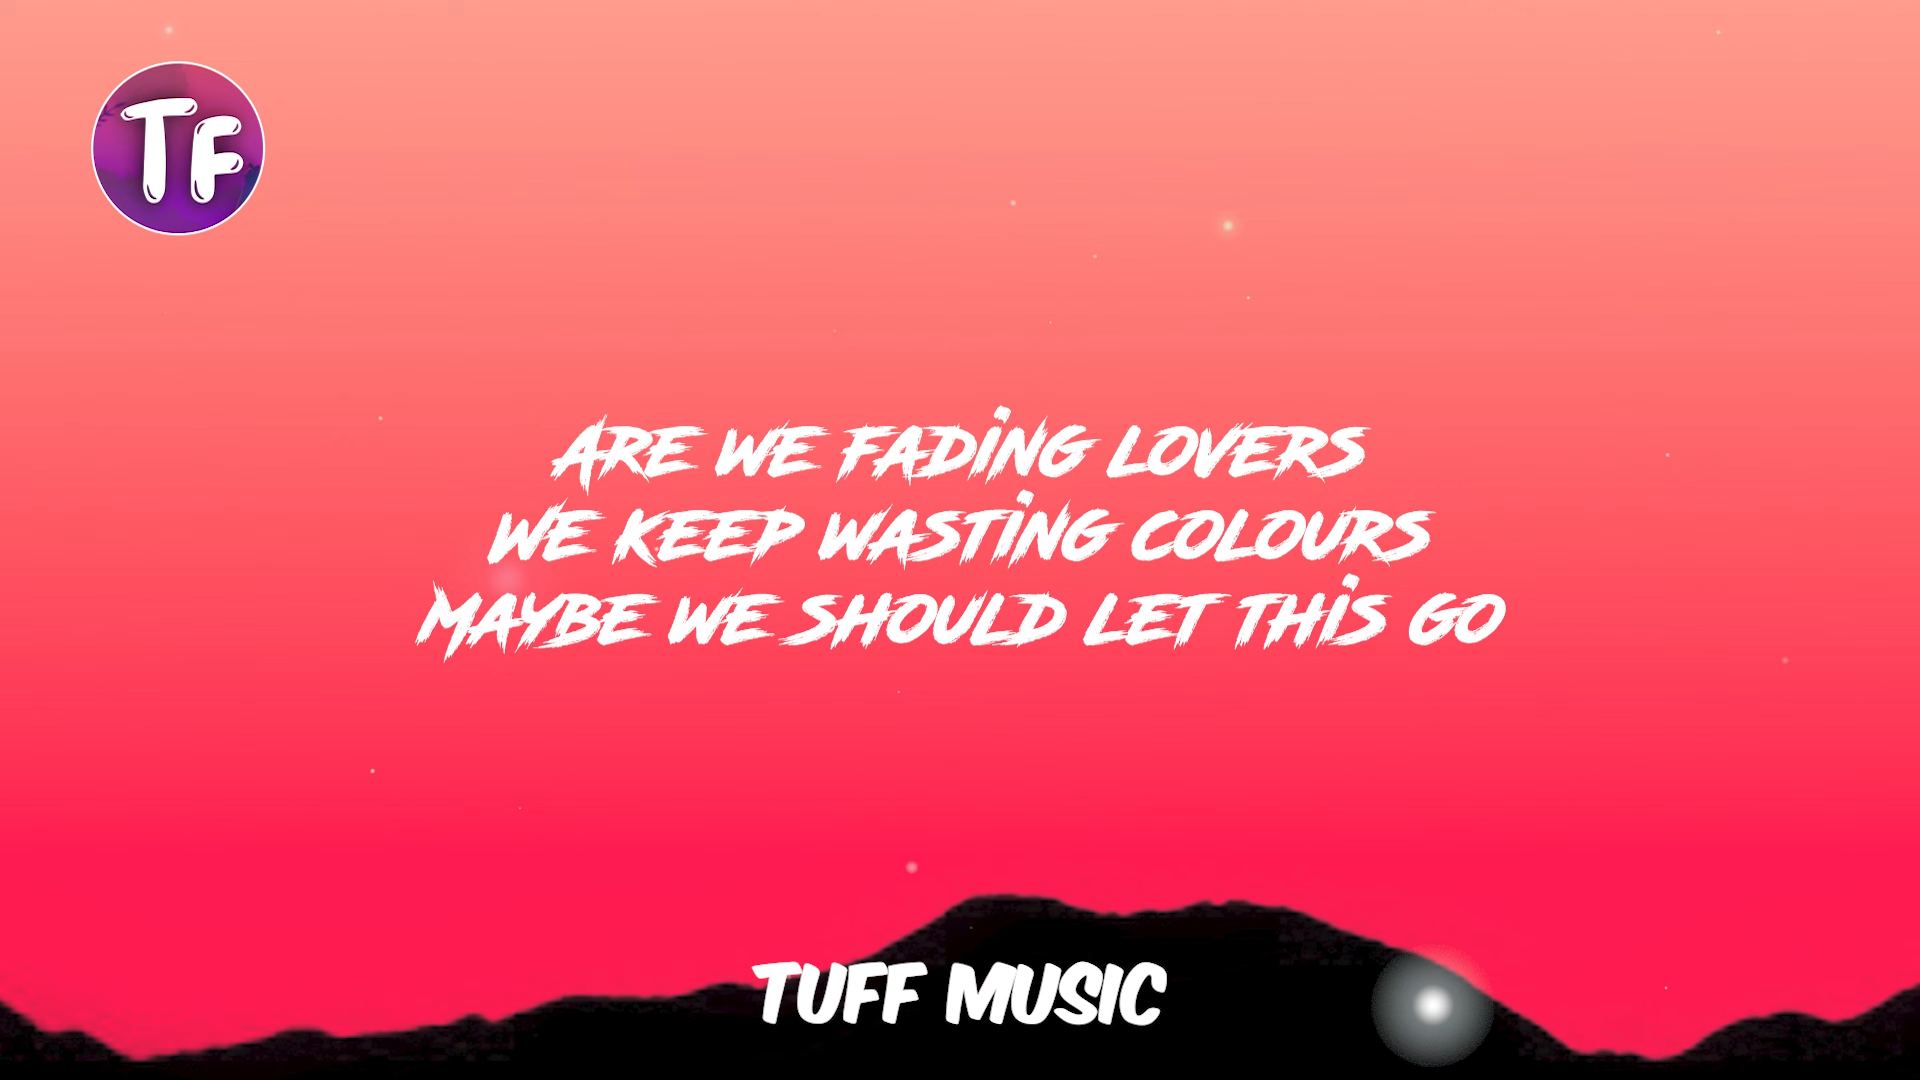 TF
ARE WE FADING LOVERS
WE KEEP WASTING COLOURS
MAYBE WE SHOULD LET THIS GO
TUFF MUSIC